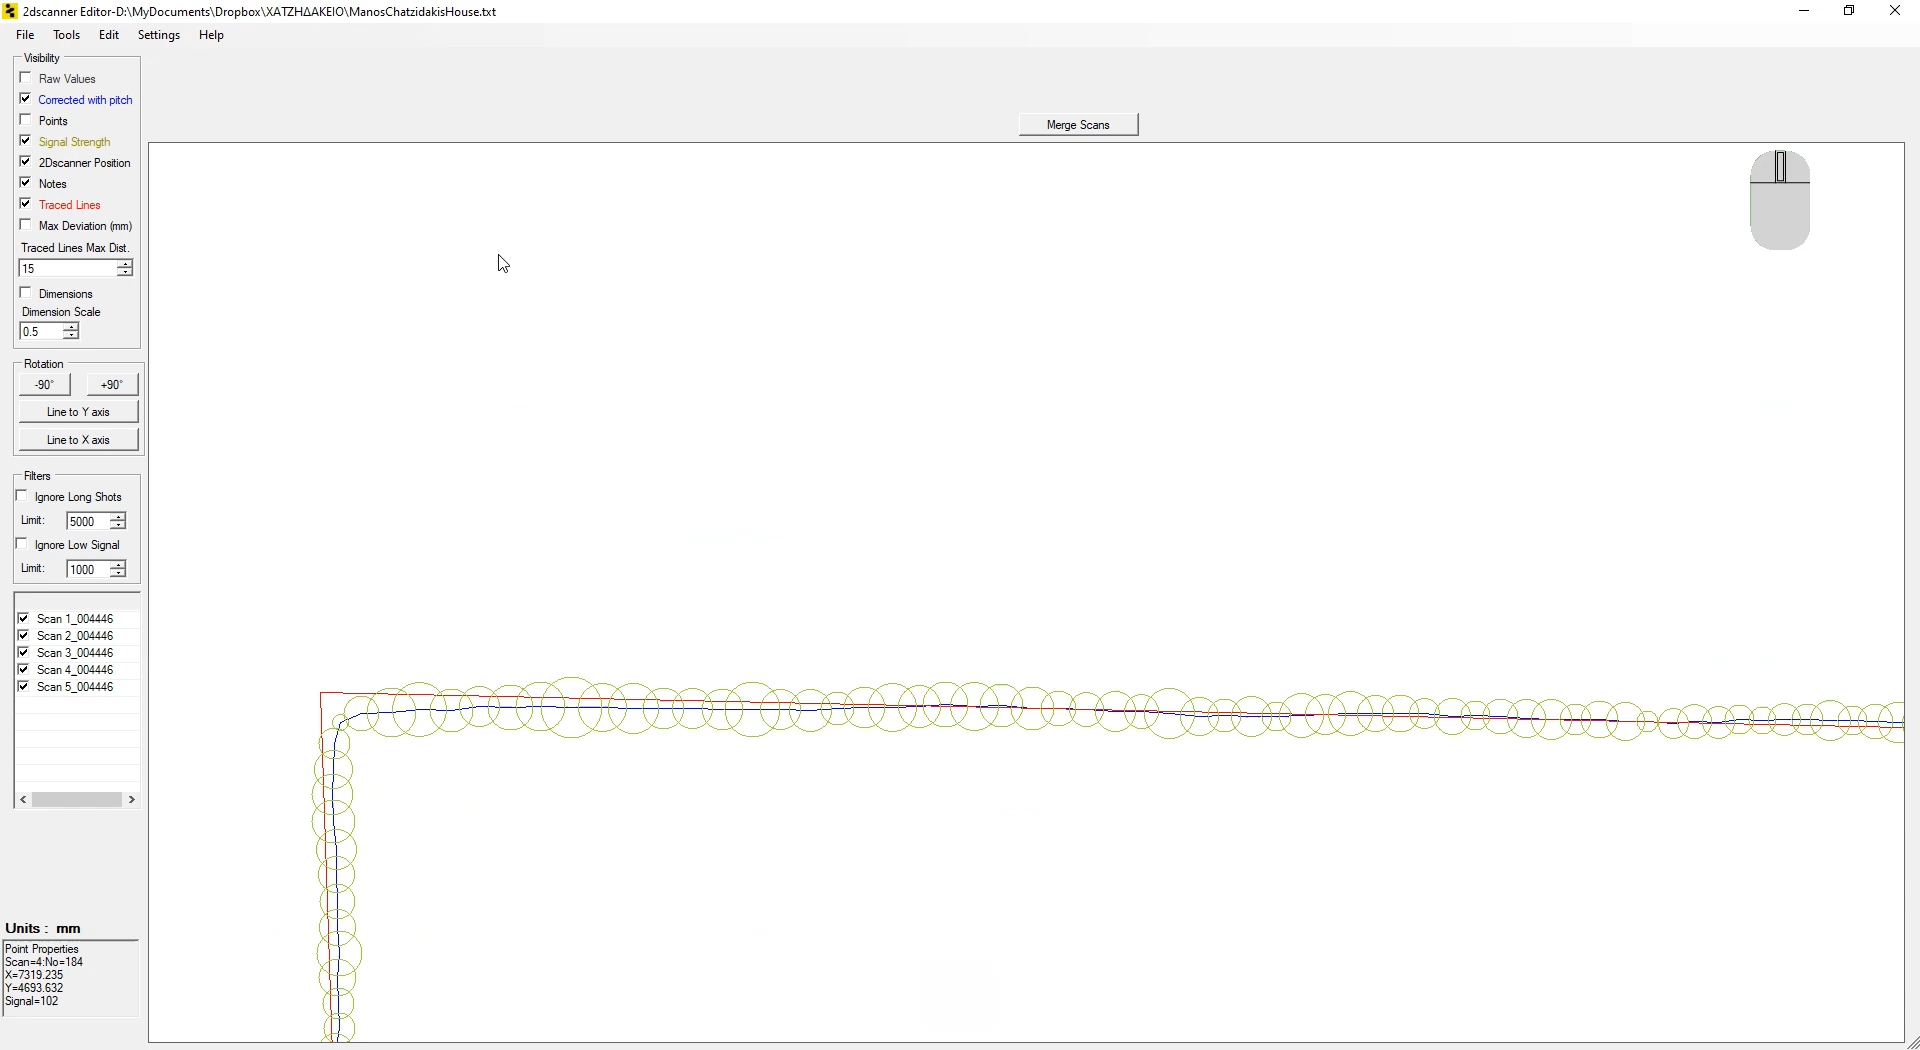 2dscanner Editor-D:\MyDocuments\Dropbox\ΧΑΤΖΗΔΑΚΕΙΟ\ManosChatzidakisHouse.txt
File Tools Edit Settings Help
Visibility
Raw Values
Corrected with pitch
Points
Signal Strength
2Dscanner Position
Notes
Traced Lines
Max Deviation (mm)
Traced Lines Max Dist.
15
Dimensions
Dimension Scale
0.5
Rotation
-90° +90°
Line to Y axis
Line to X axis
Filters
Ignore Long Shots
Limit: 5000
Ignore Low Signal
Limit: 1000
Scan 1_004446
Scan 2_004446
Scan 3_004446
Scan 4_004446
Scan 5_004446
Units : mm
Point Properties
Scan=4:No=184
X=7319.235
Y=4693.632
Signal=102
Merge Scans